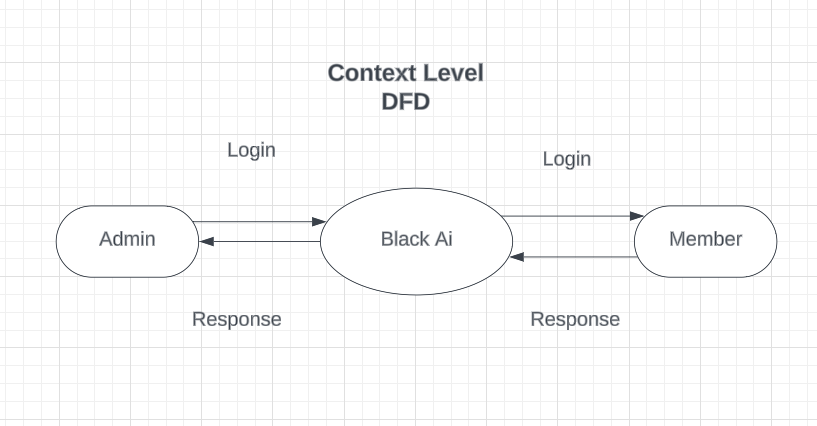 Context Level
DFD
Login
Login
Admin
Black Ai
Member
Response
Response